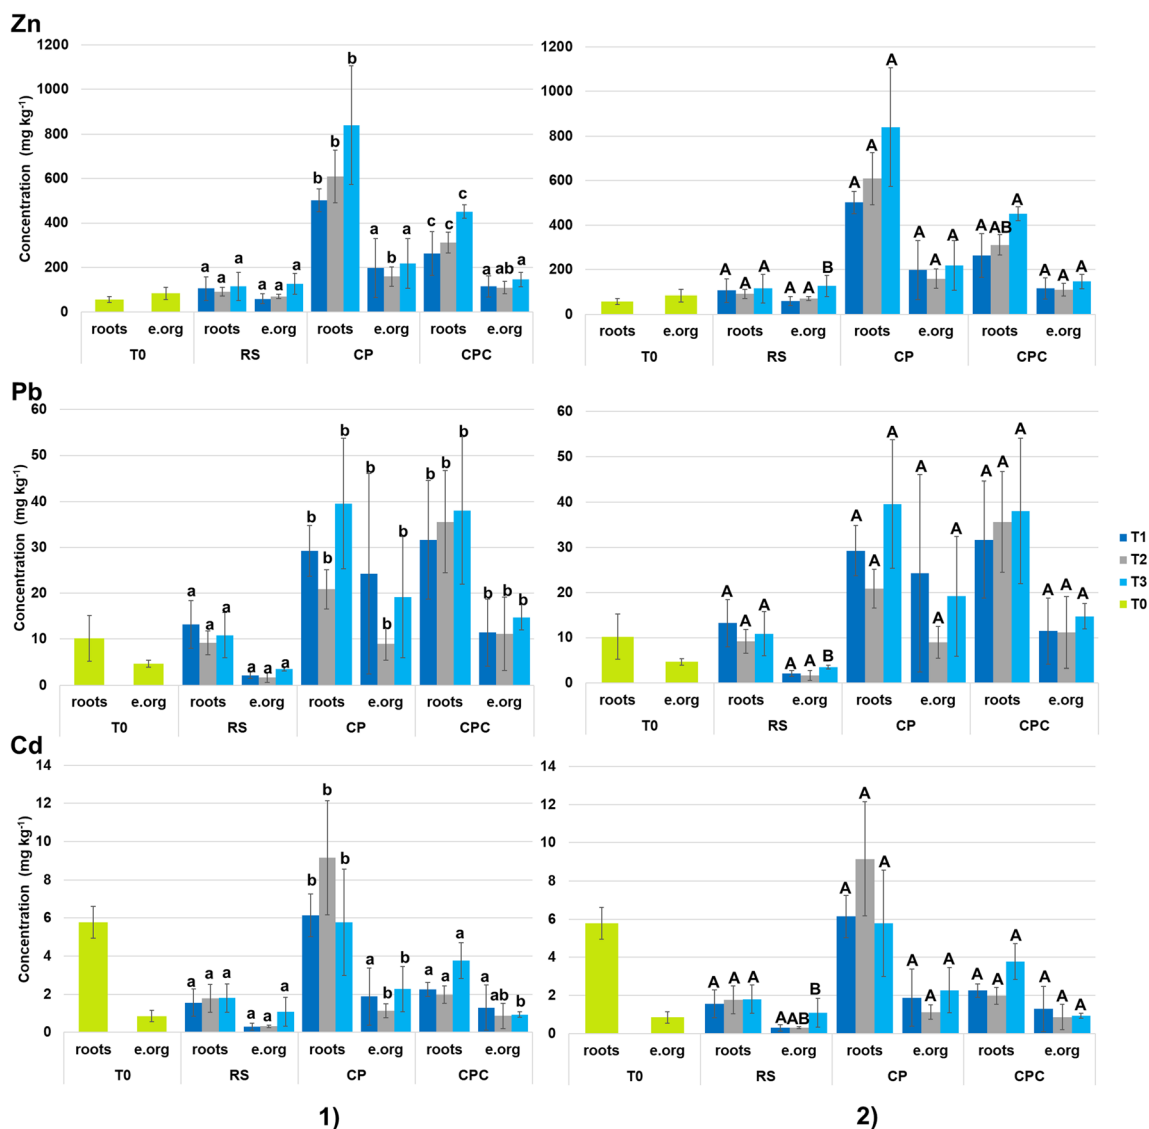 Zn
1200 1200
1000 1000
800 800
600 600
400 400
200 200
0 0
Concentration (mg kg⁻¹)
a a a a a a b b b a b a c c c a ab a
A A A A A B A A A A A A A AB A A A A
roots e.org roots e.org roots e.org roots e.org
T0 RS CP CPC
roots e.org roots e.org roots e.org roots e.org
T0 RS CP CPC
Pb
60 60
50 50
40 40
30 30
20 20
10 10
0 0
Concentration (mg kg⁻¹)
a a a a a a b b b b b b b b b b b b
A A A A A B A A A A A A A A A A A A
T1
T2
T3
T0
roots e.org roots e.org roots e.org roots e.org
T0 RS CP CPC
roots e.org roots e.org roots e.org roots e.org
T0 RS CP CPC
Cd
14 14
12 12
10 10
8 8
6 6
4 4
2 2
0 0
Concentration (mg kg⁻¹)
a a a a a a b b b a b b a a a a ab b
A A A A AB B A A A A A A A A A A A A
roots e.org roots e.org roots e.org roots e.org
T0 RS CP CPC
roots e.org roots e.org roots e.org roots e.org
T0 RS CP CPC
1) 2)